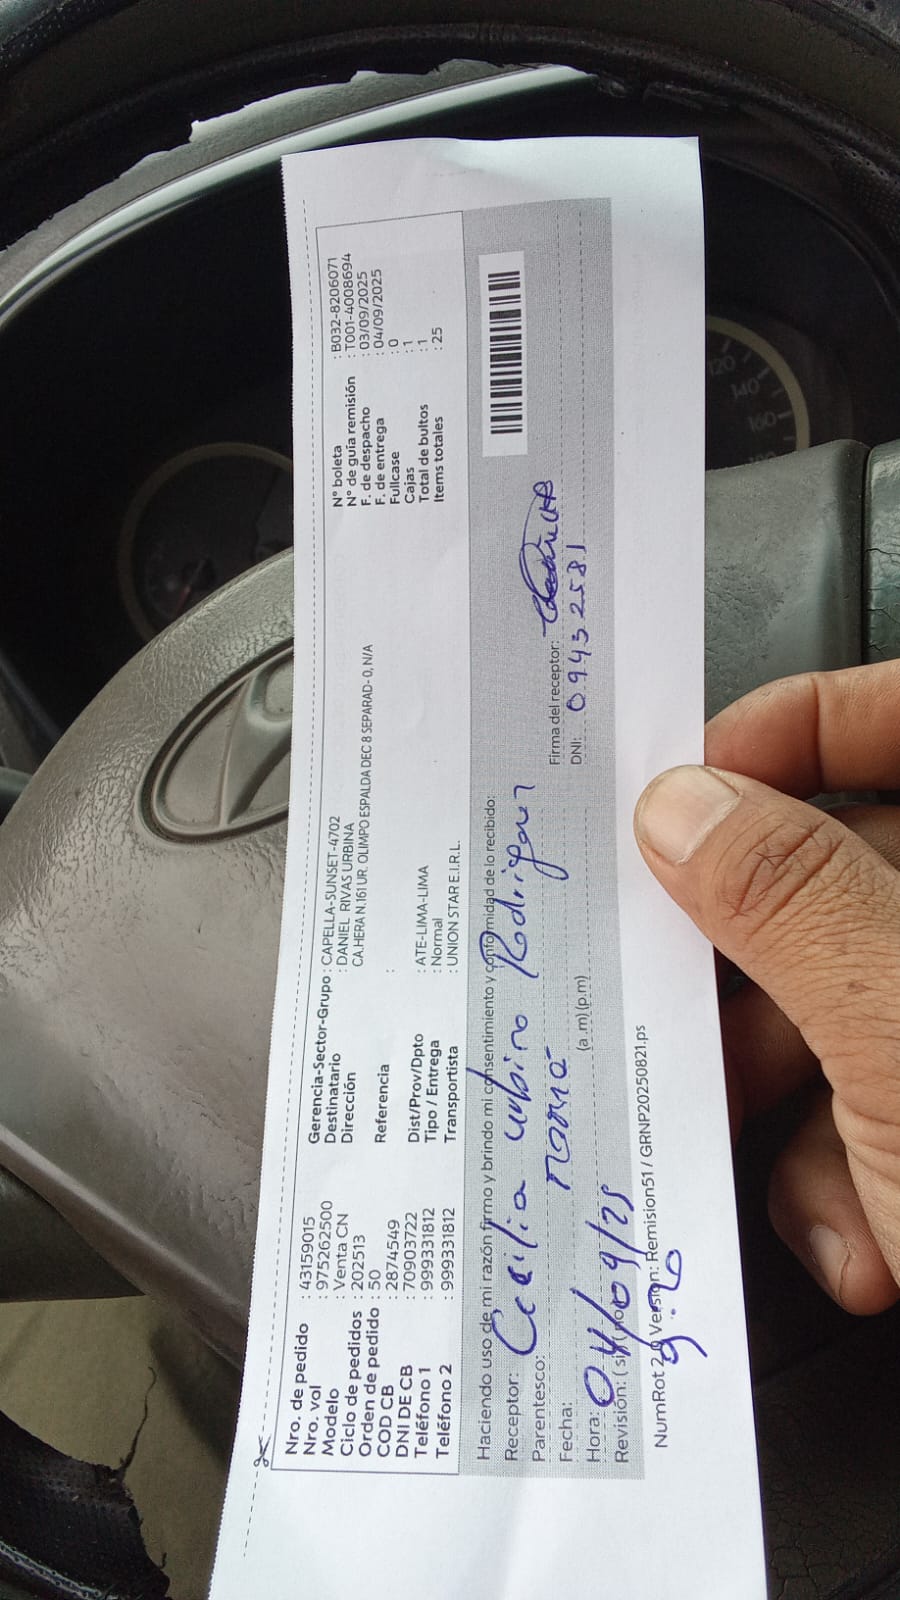 Nro. de pedido : 43159015
Nro. vol : 975262500
Modelo : Venta CN
Ciclo de pedidos : 202513
Orden de pedido : 50
COD CB : 2874549
DNI DE CB : 70903722
Teléfono 1 : 999331812
Teléfono 2 : 999331812
Gerencia-Sector-Grupo : CAPELLA-SUNSET-4702
Destinatario : DANIEL RIVAS URBINA
Dirección CA.HERA N.161 UR. OLIMPO ESPALDA DEC 8 SEPARAD- 0, N/A
Referencia :
Dist/Prov/Dpto : ATE-LIMA-LIMA
Tipo / Entrega : Normal
Transportista : UNION STAR E.I.R.L.
N° boleta : B032-8206071
N° de guía remisión : T001-4008694
F. de despacho : 03/09/2025
F. de entrega : 04/09/2025
Fullcase : 0
Cajas : 1
Total de bultos : 1
Items totales : 25
Haciendo uso de mi razón firmo y brindo mi consentimiento y conformidad de lo recibido:
Receptor: Cecilia urbina Rodriguez
Parentesco: mamá
Fecha: 04/09/25
Hora: 9:20 (a.m) (p.m)
Revisión: ( si ) ( no )
Firma del receptor:
DNI: 09432581
NumRot 2.0 Version: Remision51 / GRNP20250821.ps
120
140
160